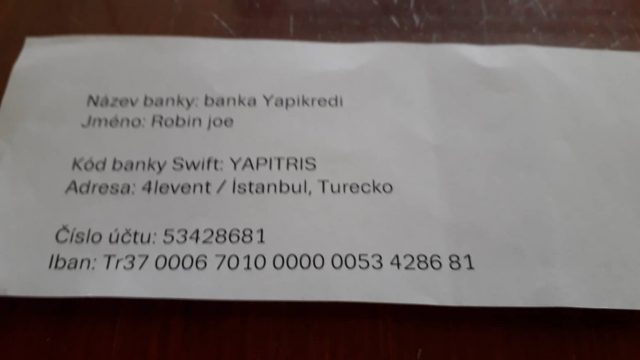 Název banky: banka Yapikredi
Jméno: Robin joe
Kód banky Swift: YAPITRIS
Adresa: 4levent / İstanbul, Turecko
Číslo účtu: 53428681
Iban: Tr37 0006 7010 0000 0053 4286 81